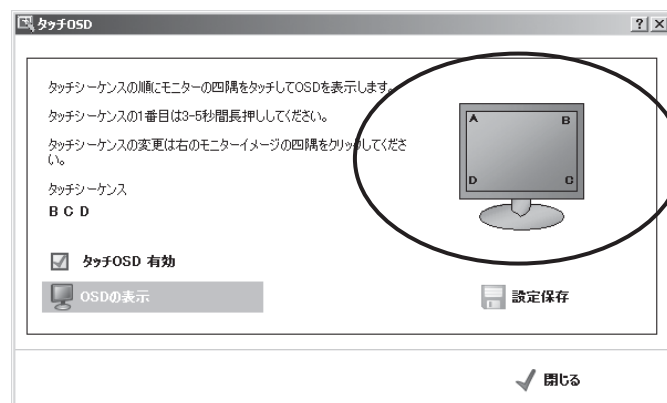 タッチOSD
? ×
タッチシーケンスの順にモニターの四隅をタッチしてOSDを表示します。
タッチシーケンスの1番目は3-5秒間長押ししてください。
タッチシーケンスの変更は右のモニターイメージの四隅をクリックしてくださ
い。
A B
D C
タッチシーケンス
B C D
タッチOSD 有効
OSDの表示
設定保存
閉じる